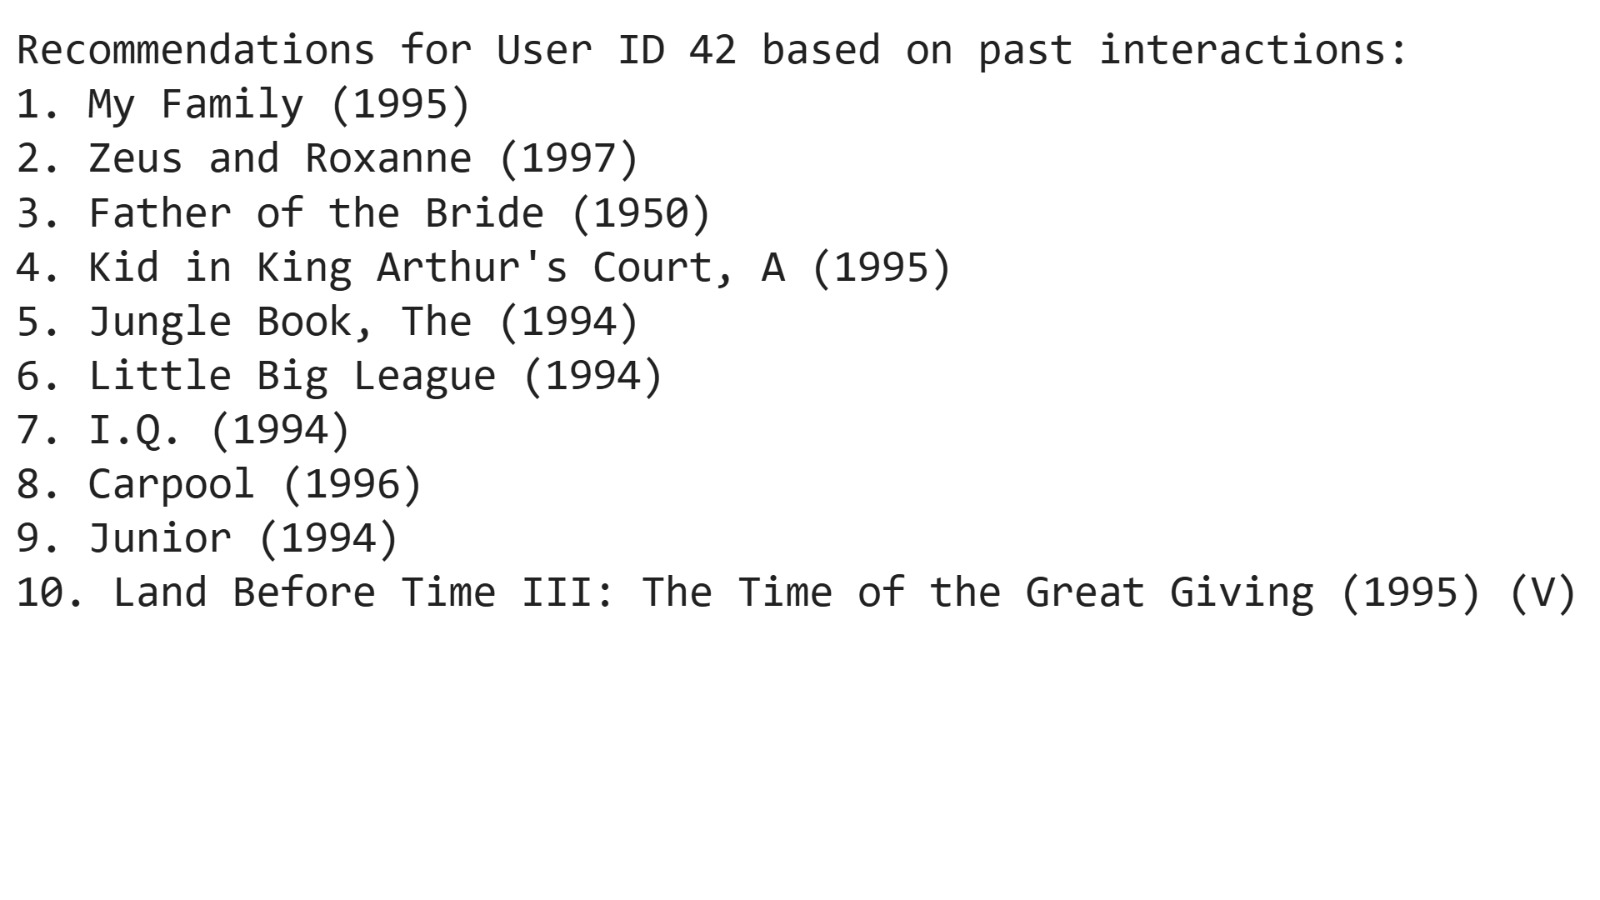 Recommendations for User ID 42 based on past interactions:
1. My Family (1995)
2. Zeus and Roxanne (1997)
3. Father of the Bride (1950)
4. Kid in King Arthur's Court, A (1995)
5. Jungle Book, The (1994)
6. Little Big League (1994)
7. I.Q. (1994)
8. Carpool (1996)
9. Junior (1994)
10. Land Before Time III: The Time of the Great Giving (1995) (V)